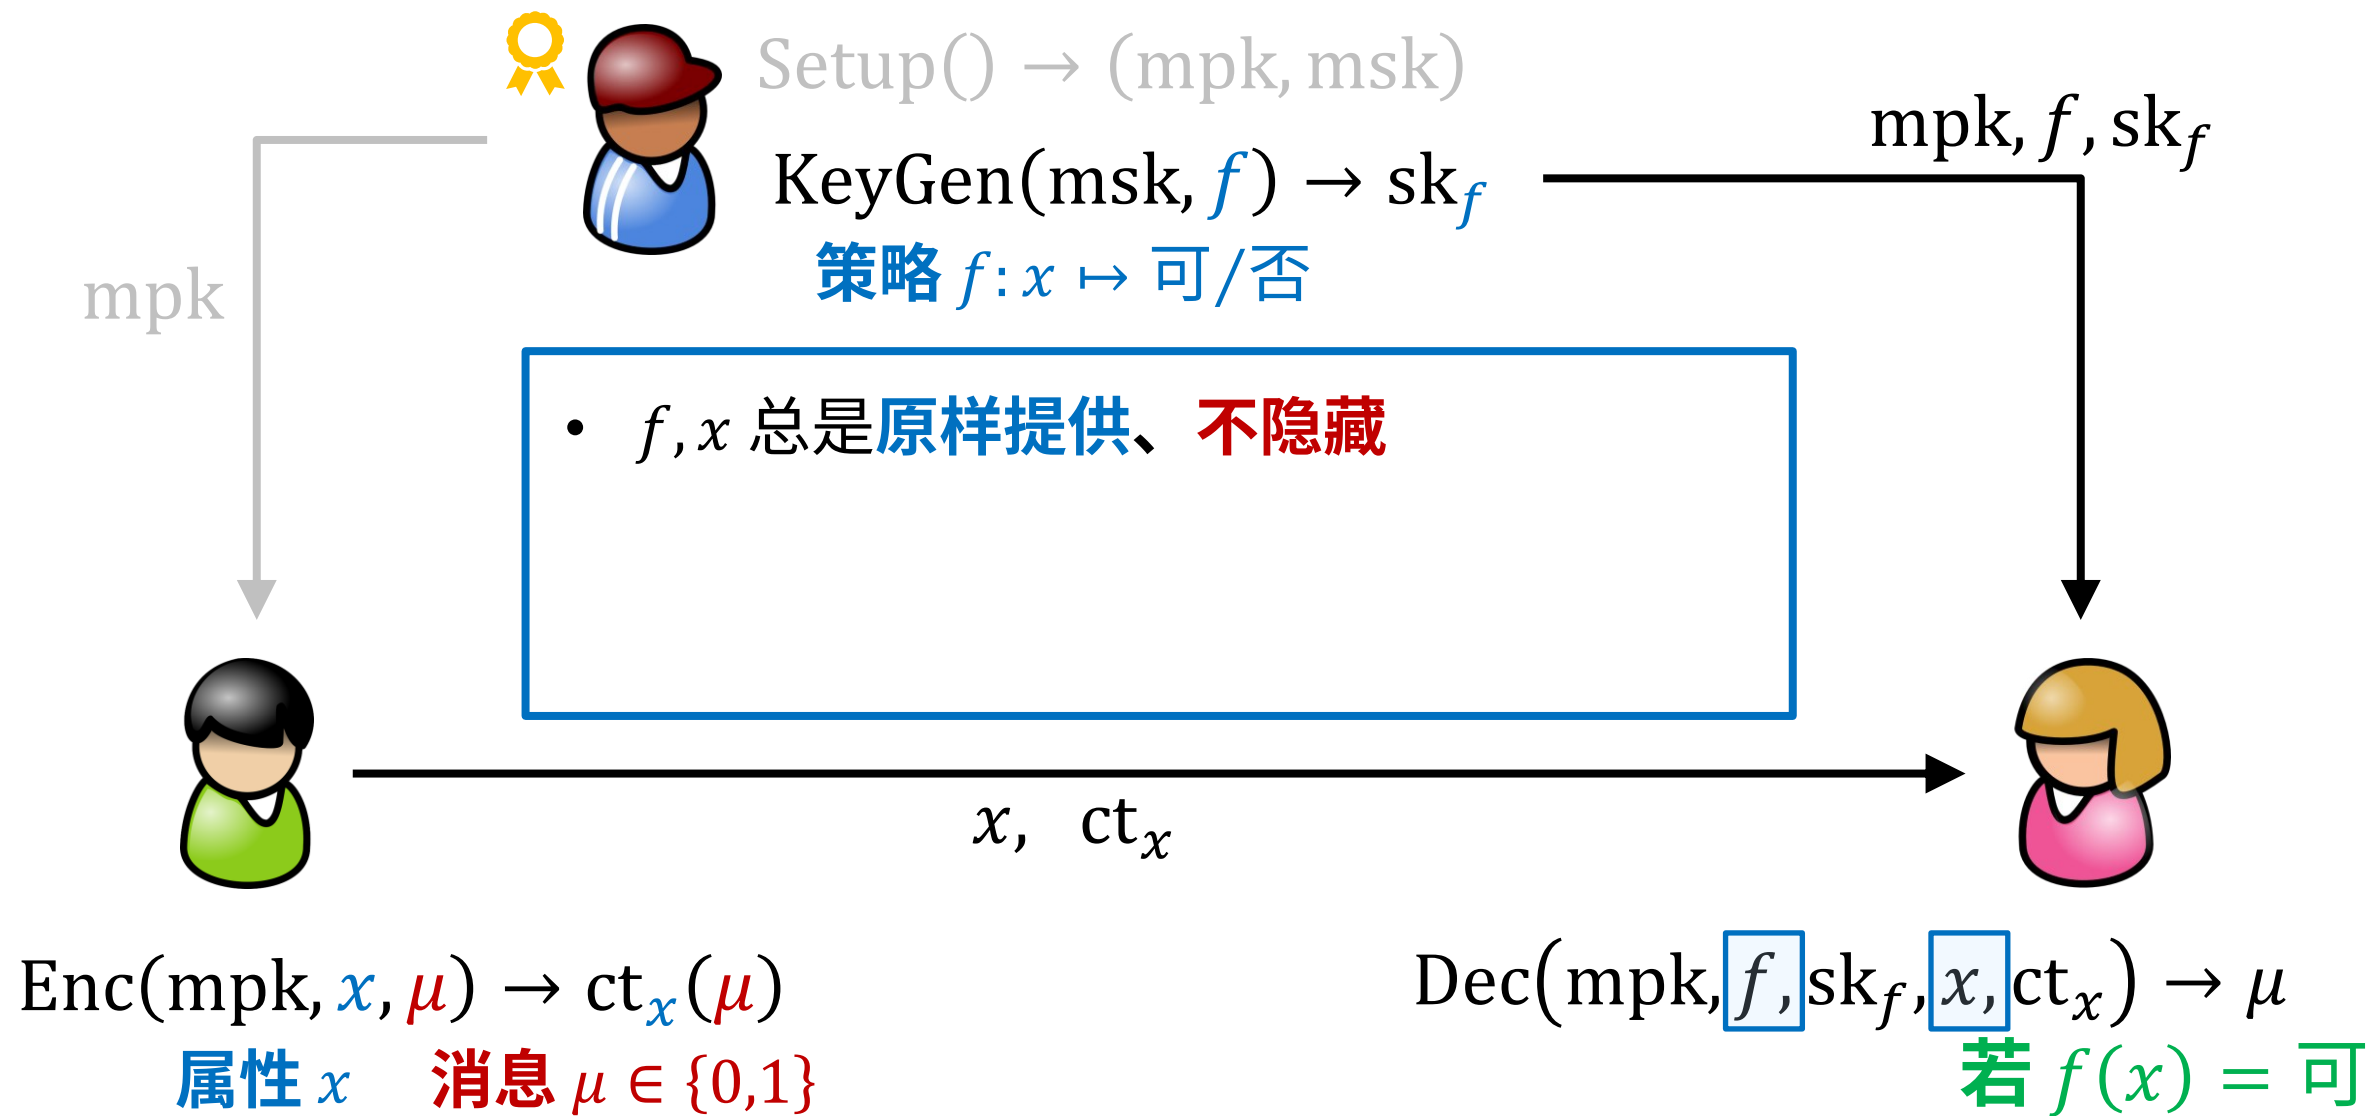 Setup() → (mpk, msk)
mpk, f, sk_f
KeyGen(msk, f) → sk_f
策略 f: x ↦ 可/否
mpk
• f, x 总是原样提供、不隐藏
x, ct_x
Enc(mpk, x, μ) → ct_x(μ)
属性 x 消息 μ ∈ {0,1}
Dec(mpk, f, sk_f, x, ct_x) → μ
若 f(x) = 可